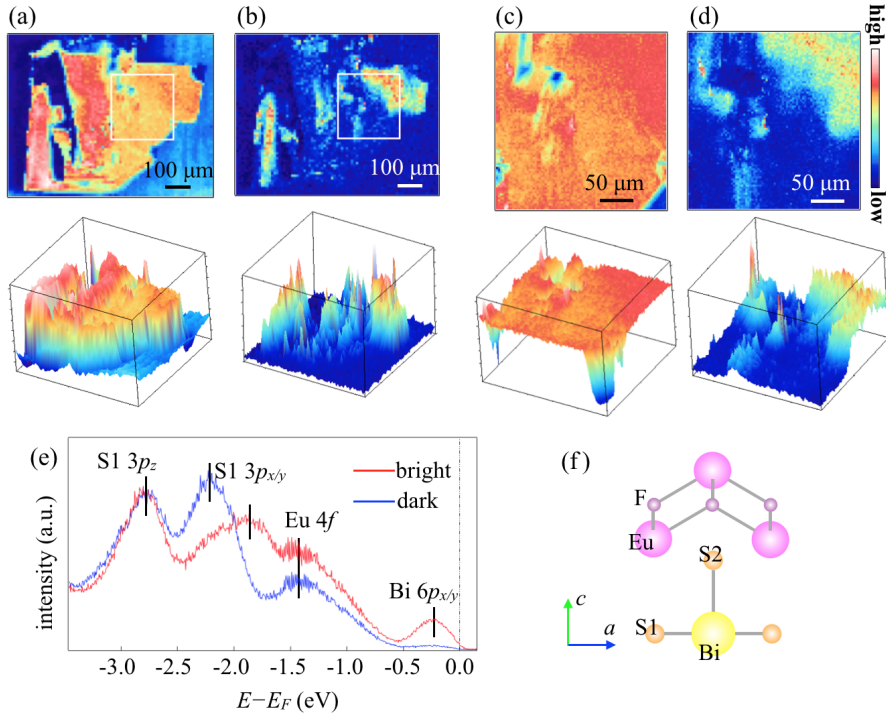 (a)
(b)
(c)
(d)
100 μm
100 μm
50 μm
50 μm
high
low
(e)
S1 3pz
S1 3px/y
bright
dark
Eu 4f
Bi 6px/y
intensity (a.u.)
-3.0 -2.5 -2.0 -1.5 -1.0 -0.5 0.0
E−EF (eV)
(f)
F
Eu
S2
S1
Bi
c
a